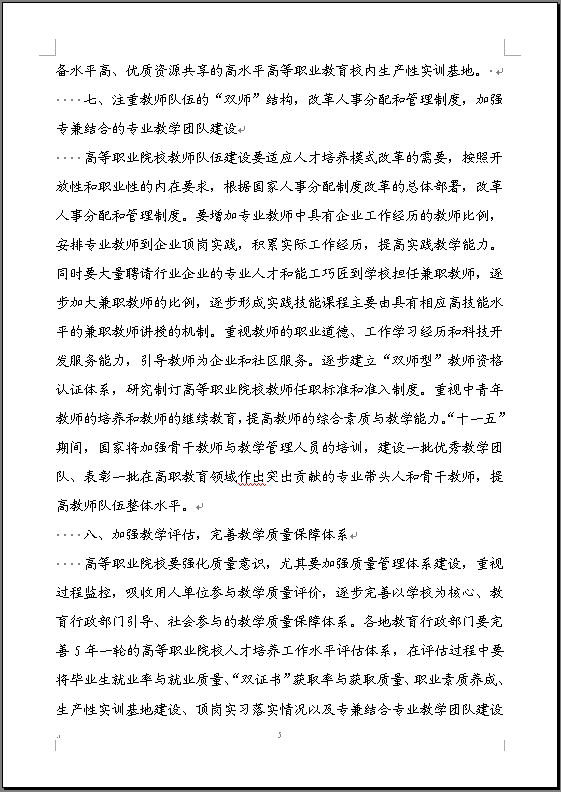 备水平高、优质资源共享的高水平高等职业教育校内生产性实训基地。
七、注重教师队伍的“双师”结构，改革人事分配和管理制度，加强
专兼结合的专业教学团队建设
高等职业院校教师队伍建设要适应人才培养模式改革的需要，按照开
放性和职业性的内在要求，根据国家人事分配制度改革的总体部署，改革
人事分配和管理制度。要增加专业教师中具有企业工作经历的教师比例，
安排专业教师到企业顶岗实践，积累实际工作经历，提高实践教学能力。
同时要大量聘请行业企业的专业人才和能工巧匠到学校担任兼职教师，逐
步加大兼职教师的比例，逐步形成实践技能课程主要由具有相应高技能水
平的兼职教师讲授的机制。重视教师的职业道德、工作学习经历和科技开
发服务能力，引导教师为企业和社区服务。逐步建立“双师型”教师资格
认证体系，研究制订高等职业院校教师任职标准和准入制度。重视中青年
教师的培养和教师的继续教育，提高教师的综合素质与教学能力。“十一五”
期间，国家将加强骨干教师与教学管理人员的培训，建设一批优秀教学团
队、表彰一批在高职教育领域作出突出贡献的专业带头人和骨干教师，提
高教师队伍整体水平。
八、加强教学评估，完善教学质量保障体系
高等职业院校要强化质量意识，尤其要加强质量管理体系建设，重视
过程监控，吸收用人单位参与教学质量评价，逐步完善以学校为核心、教
育行政部门引导、社会参与的教学质量保障体系。各地教育行政部门要完
善5年一轮的高等职业院校人才培养工作水平评估体系，在评估过程中要
将毕业生就业率与就业质量、“双证书”获取率与获取质量、职业素质养成、
生产性实训基地建设、顶岗实习落实情况以及专兼结合专业教学团队建设
5